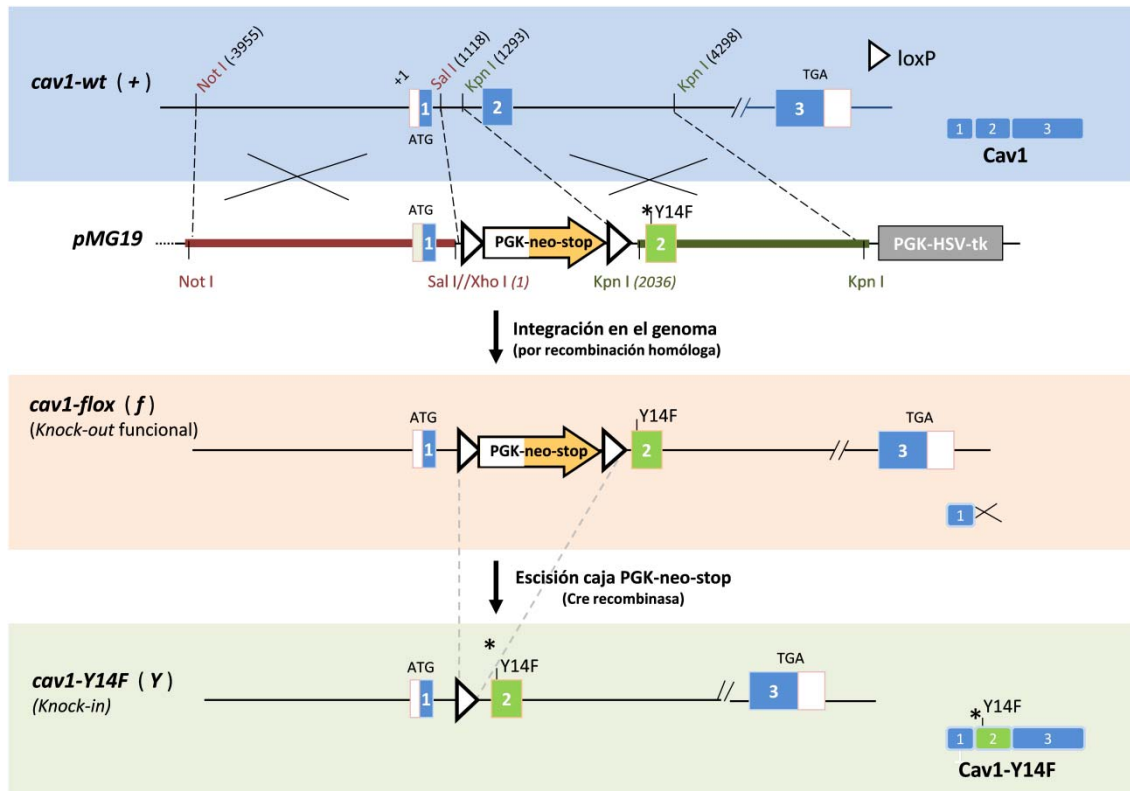 cav1-wt ( + )
Not I (-3955)
+1
Sal I (1118)
Kpn I (1293)
Kpn I (4298)
TGA
loxP
1
2
3
ATG
1 2 3
Cav1
pMG19
ATG
*Y14F
1
PGK-neo-stop
2
PGK-HSV-tk
Not I
Sal I//Xho I (1)
Kpn I (2036)
Kpn I
Integración en el genoma
(por recombinación homóloga)
cav1-flox ( f )
(Knock-out funcional)
ATG
Y14F
TGA
1
PGK-neo-stop
2
3
1
Escisión caja PGK-neo-stop
(Cre recombinasa)
cav1-Y14F ( Y )
(Knock-in)
ATG
*
Y14F
TGA
1
2
3
*
Y14F
1 2 3
Cav1-Y14F